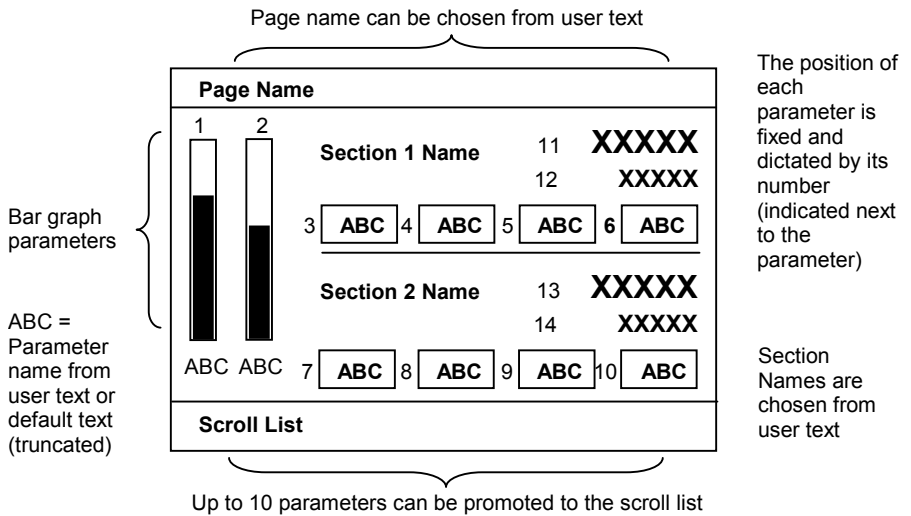 Page name can be chosen from user text
Page Name
1 2
Section 1 Name 11 XXXXX
12 XXXXX
3 ABC 4 ABC 5 ABC 6 ABC
Section 2 Name 13 XXXXX
14 XXXXX
ABC ABC 7 ABC 8 ABC 9 ABC 10 ABC
Scroll List
Up to 10 parameters can be promoted to the scroll list
Bar graph
parameters
ABC =
Parameter
name from
user text or
default text
(truncated)
The position of
each
parameter is
fixed and
dictated by its
number
(indicated next
to the
parameter)
Section
Names are
chosen from
user text